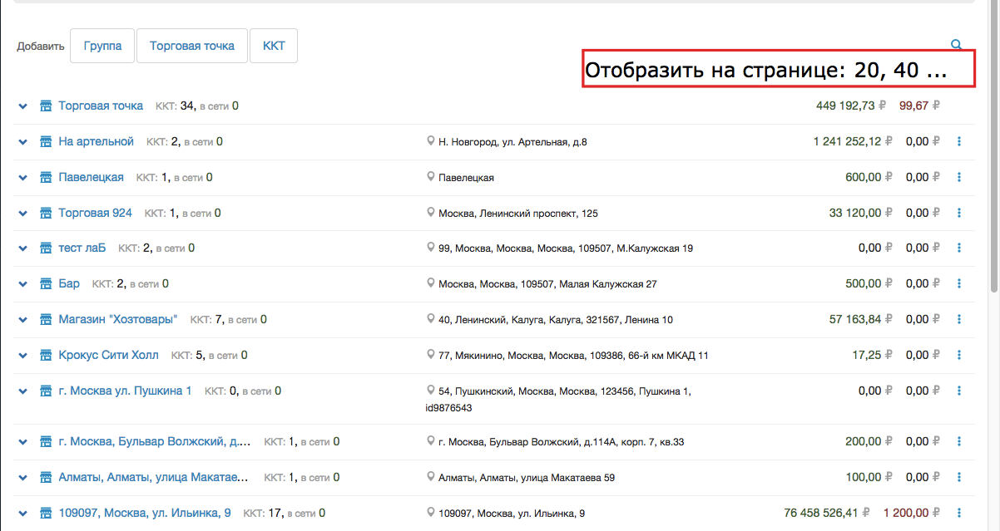 Добавить Группа Торговая точка ККТ
Отобразить на странице: 20, 40 ...
Торговая точка ККТ: 34, в сети 0 449 192,73 ₽ 99,67 ₽
На артельной ККТ: 2, в сети 0 Н. Новгород, ул. Артельная, д.8 1 241 252,12 ₽ 0,00 ₽
Павелецкая ККТ: 1, в сети 0 Павелецкая 600,00 ₽ 0,00 ₽
Торговая 924 ККТ: 1, в сети 0 Москва, Ленинский проспект, 125 33 120,00 ₽ 0,00 ₽
тест лаБ ККТ: 2, в сети 0 99, Москва, Москва, Москва, 109507, М.Калужская 19 0,00 ₽ 0,00 ₽
Бар ККТ: 2, в сети 0 Москва, Москва, 109507, Малая Калужская 27 500,00 ₽ 0,00 ₽
Магазин "Хозтовары" ККТ: 7, в сети 0 40, Ленинский, Калуга, Калуга, 321567, Ленина 10 57 163,84 ₽ 0,00 ₽
Крокус Сити Холл ККТ: 5, в сети 0 77, Мякинино, Москва, Москва, 109386, 66-й км МКАД 11 17,25 ₽ 0,00 ₽
г. Москва ул. Пушкина 1 ККТ: 0, в сети 0 54, Пушкинский, Москва, Москва, 123456, Пушкина 1, 0,00 ₽ 0,00 ₽
id9876543
г. Москва, Бульвар Волжский, д.... ККТ: 1, в сети 0 г. Москва, Бульвар Волжский, д.114А, корп. 7, кв.33 200,00 ₽ 0,00 ₽
Алматы, Алматы, улица Макатае... ККТ: 1, в сети 0 Алматы, Алматы, улица Макатаева 59 100,00 ₽ 0,00 ₽
109097, Москва, ул. Ильинка, 9 ККТ: 17, в сети 0 109097, Москва, ул. Ильинка, 9 76 458 526,41 ₽ 1 200,00 ₽